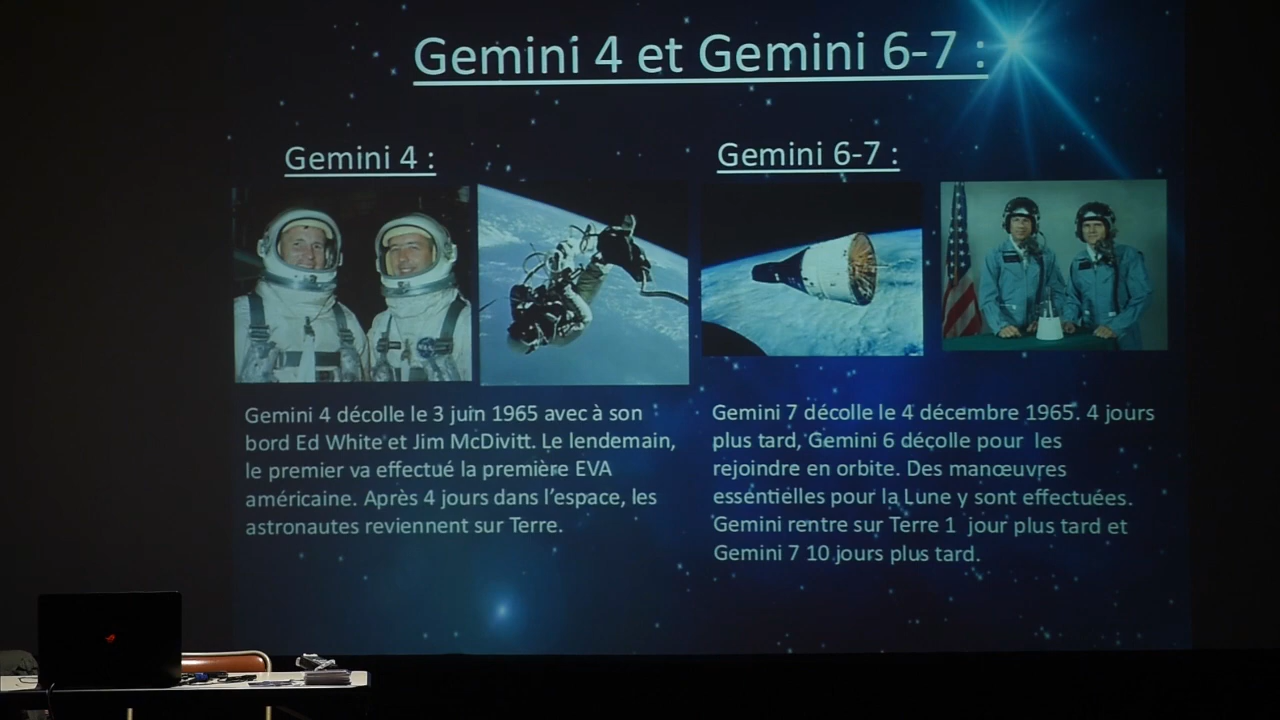 Gemini 4 et Gemini 6-7 :
Gemini 4 :
Gemini 6-7 :
Gemini 4 décolle le 3 juin 1965 avec à son
bord Ed White et Jim McDivitt. Le lendemain,
le premier va effectué la première EVA
américaine. Après 4 jours dans l'espace, les
astronautes reviennent sur Terre.
Gemini 7 décolle le 4 décembre 1965. 4 jours
plus tard, Gemini 6 décolle pour les
rejoindre en orbite. Des manœuvres
essentielles pour la Lune y sont effectuées.
Gemini rentre sur Terre 1 jour plus tard et
Gemini 7 10 jours plus tard.